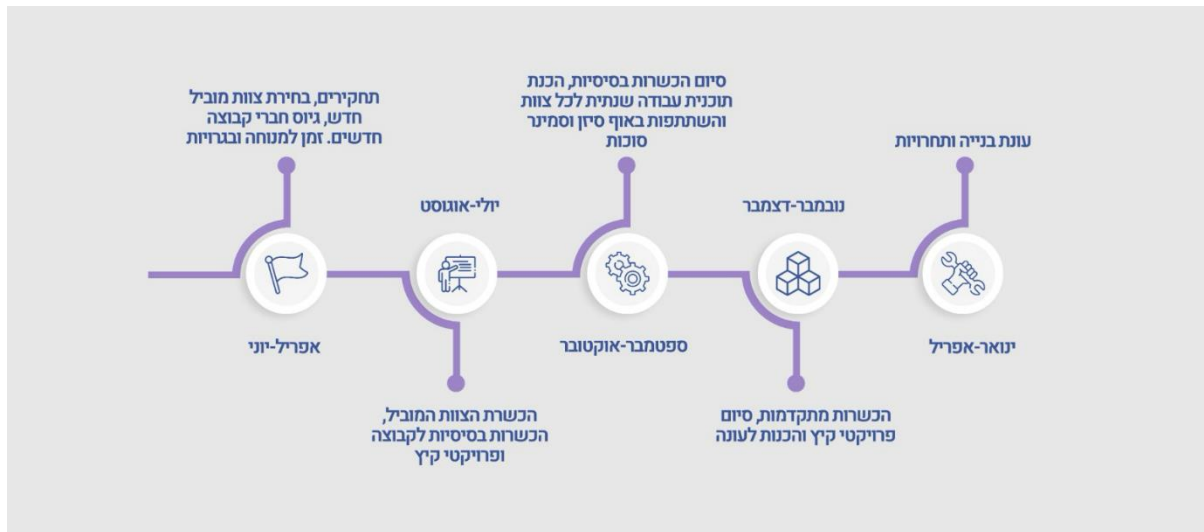 תחקירים, בחירת צוות מוביל
חדש, גיוס חברי קבוצה
חדשים. זמן למנוחה ובגרויות
אפריל-יוני
יולי-אוגוסט
הכשרת הצוות המוביל,
הכשרות בסיסיות לקבוצה
ופרויקטי קיץ
סיום הכשרות בסיסיות, הכנת
תוכנית עבודה שנתית לכל צוות
והשתתפות באוף סיזן וסמינר
סוכות
ספטמבר-אוקטובר
נובמבר-דצמבר
הכשרות מתקדמות, סיום
פרויקטי קיץ והכנות לעונה
עונת בנייה ותחרויות
ינואר-אפריל